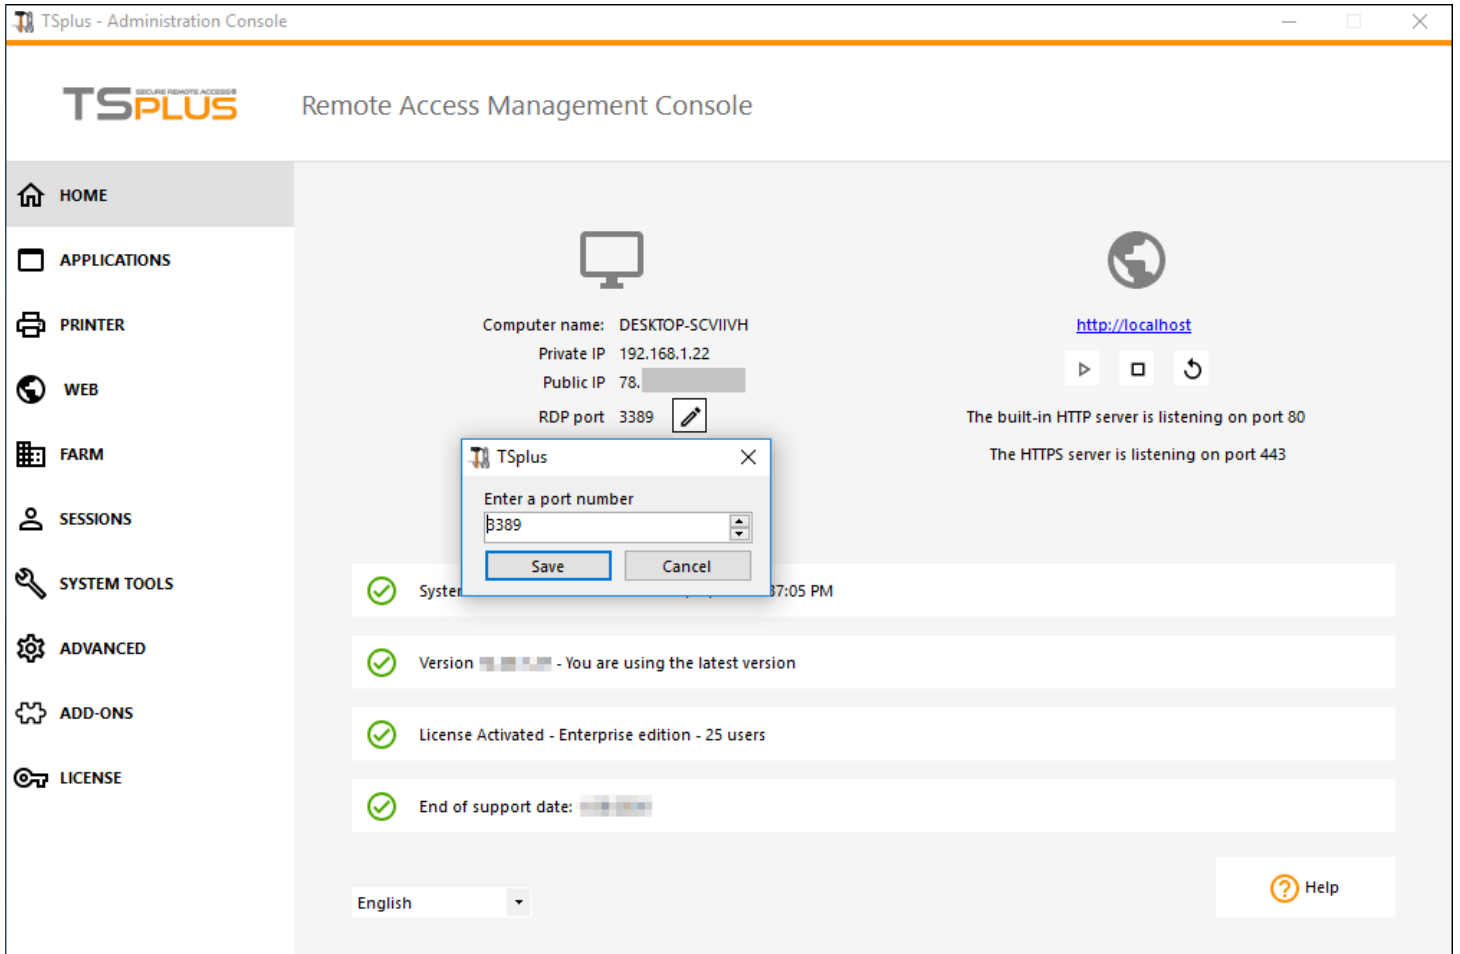 TSplus - Administration Console
TSPLUS SECURE REMOTE ACCESS®
Remote Access Management Console
HOME
APPLICATIONS
PRINTER
WEB
FARM
SESSIONS
SYSTEM TOOLS
ADVANCED
ADD-ONS
LICENSE
Computer name: DESKTOP-SCVIIVH
Private IP 192.168.1.22
Public IP 78.
RDP port 3389
http://localhost
The built-in HTTP server is listening on port 80
The HTTPS server is listening on port 443
TSplus
Enter a port number
3389
Save Cancel
37:05 PM
Version - You are using the latest version
License Activated - Enterprise edition - 25 users
End of support date:
English
Help